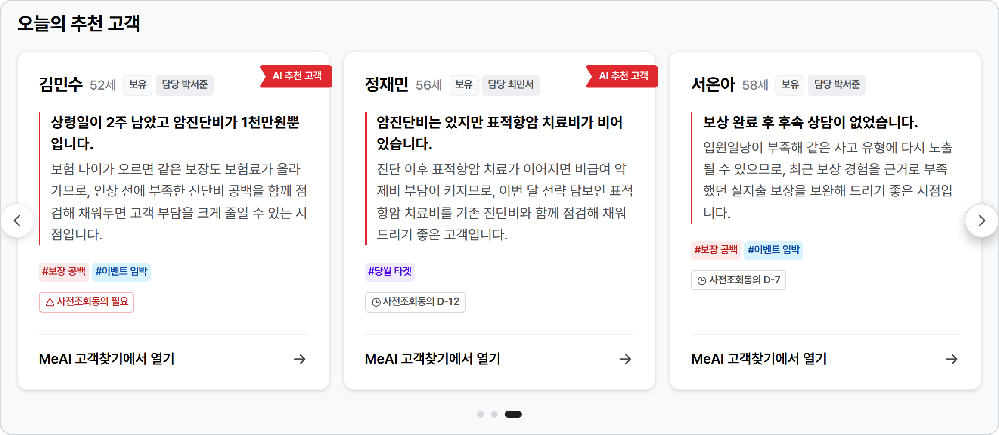 오늘의 추천 고객
김민수 52세 보유 담당 박서준
AI 추천 고객
상령일이 2주 남았고 암진단비가 1천만원뿐
입니다.
보험 나이가 오르면 같은 보장도 보험료가 올라
가므로, 인상 전에 부족한 진단비 공백을 함께 점
검해 채워두면 고객 부담을 크게 줄일 수 있는 시
점입니다.
#보장 공백 #이벤트 임박
사전조회동의 필요
MeAI 고객찾기에서 열기
정재민 56세 보유 담당 최민서
AI 추천 고객
암진단비는 있지만 표적항암 치료비가 비어
있습니다.
진단 이후 표적항암 치료가 이어지면 비급여 약
제비 부담이 커지므로, 이번 달 전략 담보인 표적
항암 치료비를 기존 진단비와 함께 점검해 채워
드리기 좋은 고객입니다.
#당월 타겟
사전조회동의 D-12
MeAI 고객찾기에서 열기
서은아 58세 보유 담당 박서준
보상 완료 후 후속 상담이 없었습니다.
입원일당이 부족해 같은 사고 유형에 다시 노출
될 수 있으므로, 최근 보상 경험을 근거로 부족
했던 실지출 보장을 보완해 드리기 좋은 시점입
니다.
#보장 공백 #이벤트 임박
사전조회동의 D-7
MeAI 고객찾기에서 열기